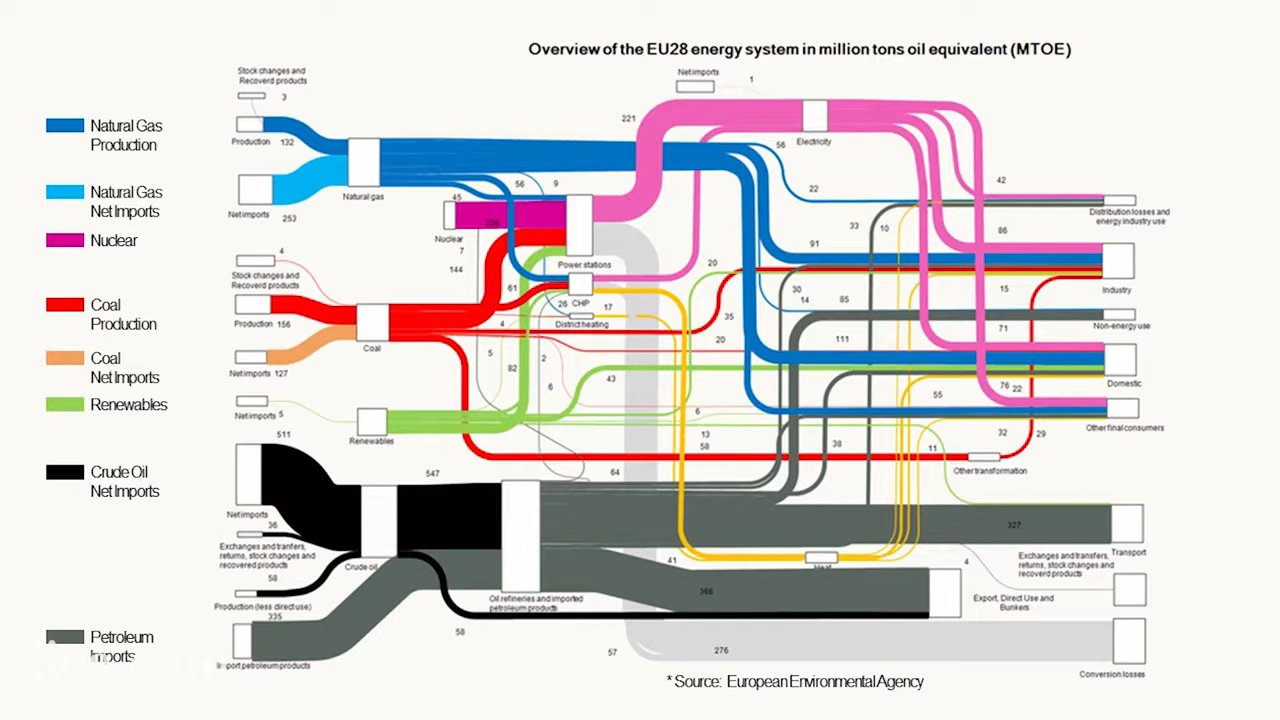 Overview of the EU28 energy system in million tons oil equivalent (MTOE)
Stock changes and
Recoverd products
3
Net imports
1
Natural Gas
Production
Production
132
221
Electricity
56
Natural Gas
Net Imports
Net imports
253
Natural gas
45
56
9
22
42
Distribution losses and
energy industry use
Nuclear
Nuclear
226
33
10
86
4
Stock changes and
Recoverd products
7
144
Power stations
20
91
Industry
Coal
Production
Production
156
61
26
CHP
17
District heating
30
14
85
15
Non-energy use
Coal
4
35
71
Coal
Net Imports
Net imports
127
5
2
20
111
Domestic
Renewables
Net imports
5
82
6
43
55
76
22
Renewables
6
Other final consumers
511
13
58
38
11
32
29
Crude Oil
Net Imports
547
64
Other transformation
Net imports
36
327
Transport
Exchanges and tranfers,
returns, stock changes and
recovered products
Crude oil
41
Heat
4
Exchanges and transfers,
returns, stock changes and
recoverd products
58
366
Production (less direct use)
Oil refineries and imported
petroleum products
Export, Direct Use and
Bunkers
335
58
Petroleum
Imports
Import petroleum products
57
276
Conversion losses
* Source: European Environmental Agency